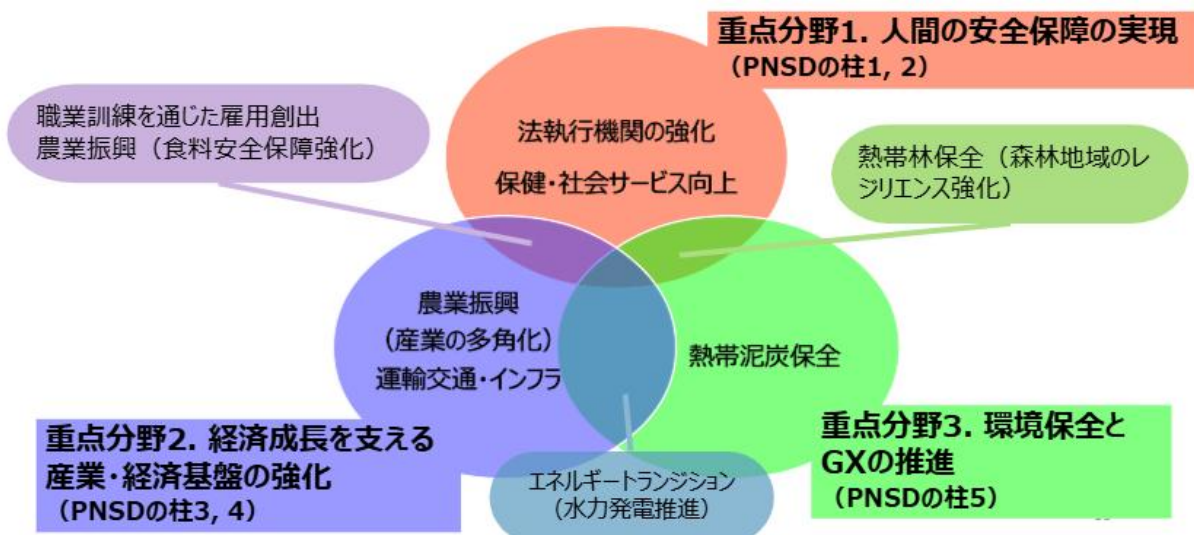 重点分野1. 人間の安全保障の実現
（PNSDの柱1, 2）
職業訓練を通じた雇用創出
農業振興（食料安全保障強化）
法執行機関の強化
保健・社会サービス向上
熱帯林保全（森林地域のレ
ジリエンス強化）
農業振興
（産業の多角化）
運輸交通・インフラ
熱帯泥炭保全
重点分野2. 経済成長を支える
産業・経済基盤の強化
（PNSDの柱3, 4）
エネルギートランジション
（水力発電推進）
重点分野3. 環境保全と
GXの推進
（PNSDの柱5）